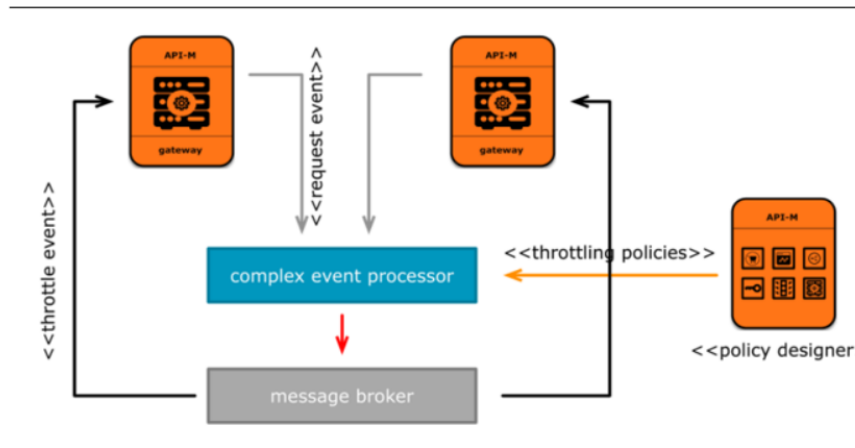 API-M
gateway
<<request event>>
API-M
gateway
<<throttle event>>
complex event processor
<<throttling policies>>
API-M
<<policy designer
message broker